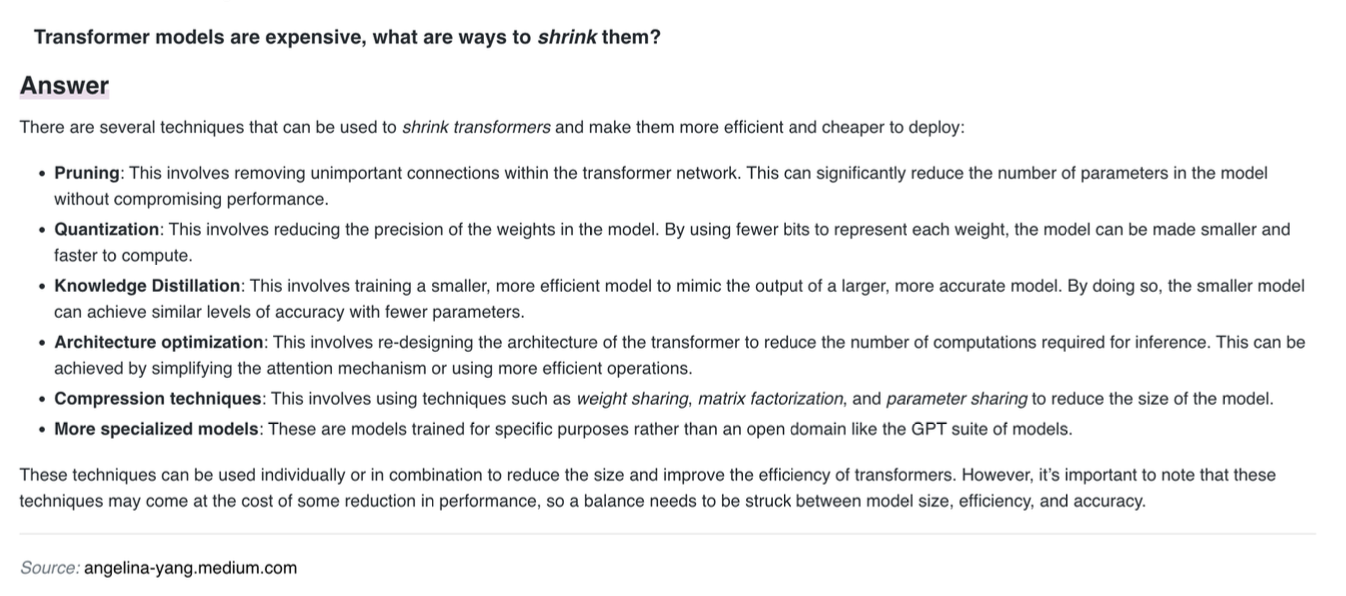 Transformer models are expensive, what are ways to shrink them?
Answer
There are several techniques that can be used to shrink transformers and make them more efficient and cheaper to deploy:
• Pruning: This involves removing unimportant connections within the transformer network. This can significantly reduce the number of parameters in the model
without compromising performance.
• Quantization: This involves reducing the precision of the weights in the model. By using fewer bits to represent each weight, the model can be made smaller and
faster to compute.
• Knowledge Distillation: This involves training a smaller, more efficient model to mimic the output of a larger, more accurate model. By doing so, the smaller model
can achieve similar levels of accuracy with fewer parameters.
• Architecture optimization: This involves re-designing the architecture of the transformer to reduce the number of computations required for inference. This can be
achieved by simplifying the attention mechanism or using more efficient operations.
• Compression techniques: This involves using techniques such as weight sharing, matrix factorization, and parameter sharing to reduce the size of the model.
• More specialized models: These are models trained for specific purposes rather than an open domain like the GPT suite of models.
These techniques can be used individually or in combination to reduce the size and improve the efficiency of transformers. However, it's important to note that these
techniques may come at the cost of some reduction in performance, so a balance needs to be struck between model size, efficiency, and accuracy.
Source: angelina-yang.medium.com